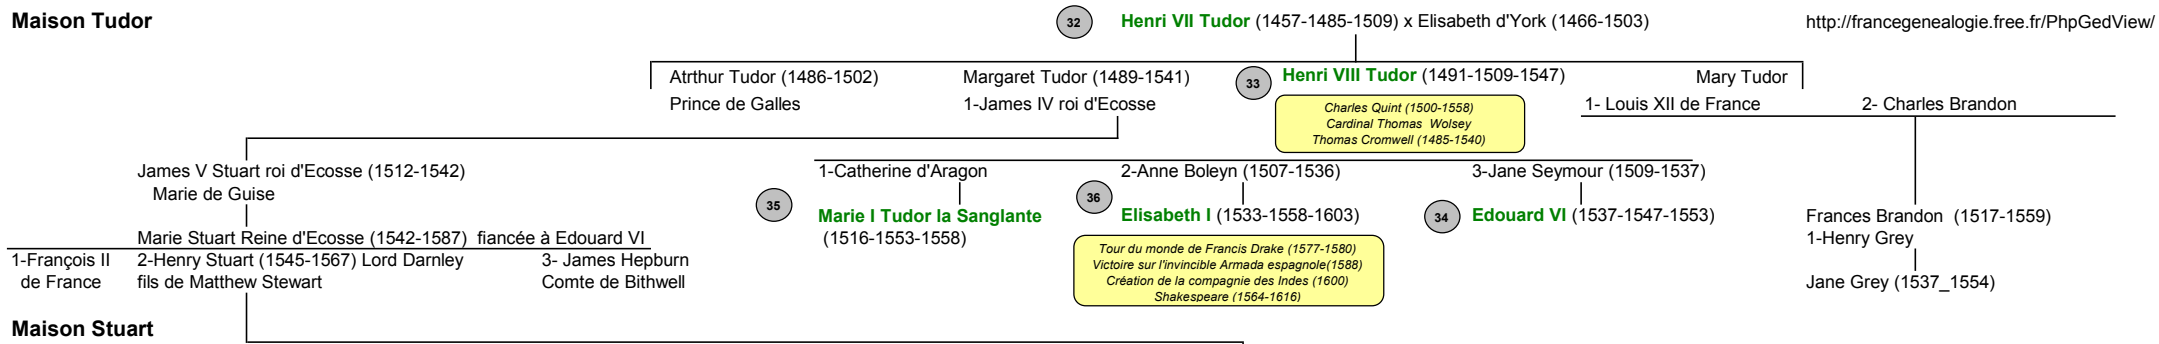 Maison Tudor
32
Henri VII Tudor (1457-1485-1509) x Elisabeth d'York (1466-1503)
http://francegenealogie.free.fr/PhpGedView/
Atrthur Tudor (1486-1502)
Prince de Galles
Margaret Tudor (1489-1541)
1-James IV roi d'Ecosse
33
Henri VIII Tudor (1491-1509-1547)
Charles Quint (1500-1558)
Cardinal Thomas Wolsey
Thomas Cromwell (1485-1540)
Mary Tudor
1- Louis XII de France
2- Charles Brandon
James V Stuart roi d'Ecosse (1512-1542)
Marie de Guise
1-Catherine d'Aragon
2-Anne Boleyn (1507-1536)
3-Jane Seymour (1509-1537)
35
Marie I Tudor la Sanglante
(1516-1553-1558)
36
Elisabeth I (1533-1558-1603)
34
Edouard VI (1537-1547-1553)
Tour du monde de Francis Drake (1577-1580)
Victoire sur l'invincible Armada espagnole(1588)
Création de la compagnie des Indes (1600)
Shakespeare (1564-1616)
Frances Brandon (1517-1559)
1-Henry Grey
Jane Grey (1537_1554)
Marie Stuart Reine d'Ecosse (1542-1587) fiancée à Edouard VI
1-François II
de France
2-Henry Stuart (1545-1567) Lord Darnley
fils de Matthew Stewart
3- James Hepburn
Comte de Bithwell
Maison Stuart